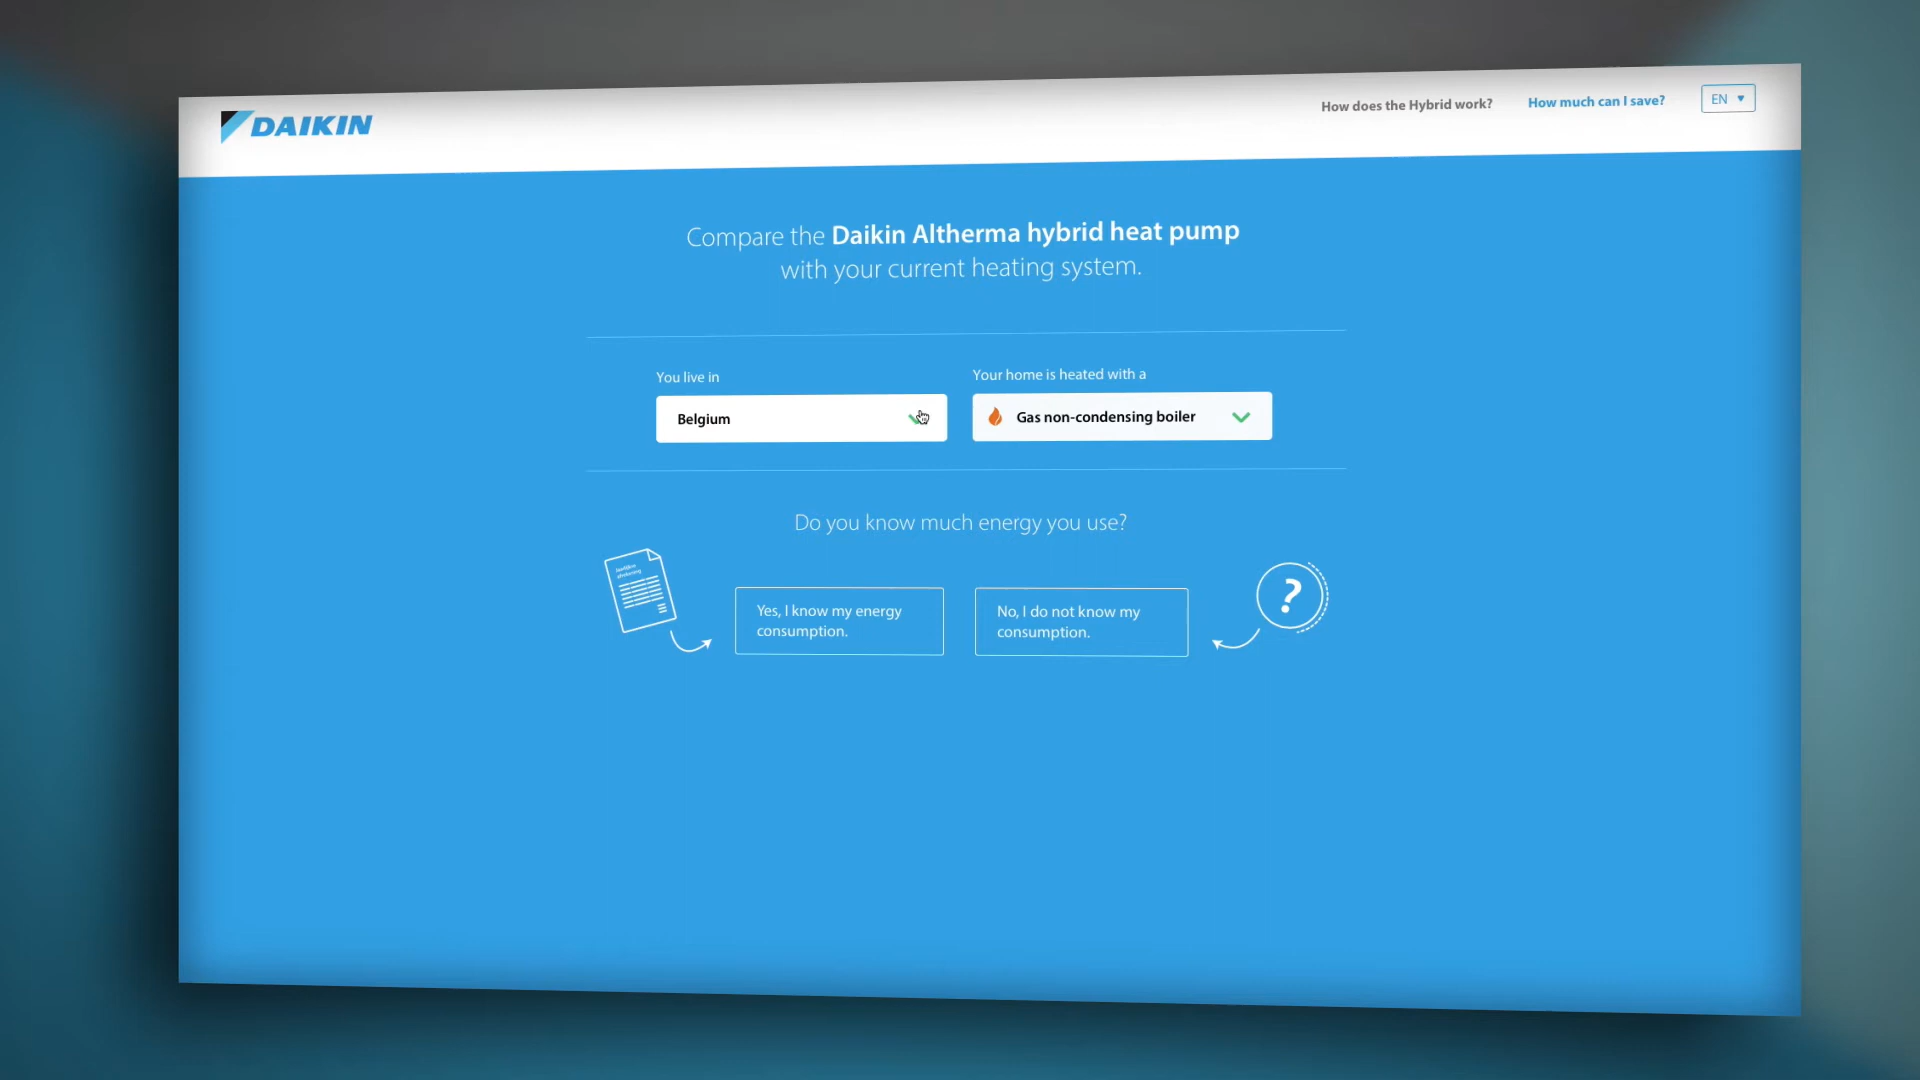 DAIKIN
How does the Hybrid work?
How much can I save?
EN
Compare the Daikin Altherma hybrid heat pump
with your current heating system.
You live in
Your home is heated with a
Belgium
Gas non-condensing boiler
Do you know much energy you use?
Yes, I know my energy
consumption.
No, I do not know my
consumption.
?